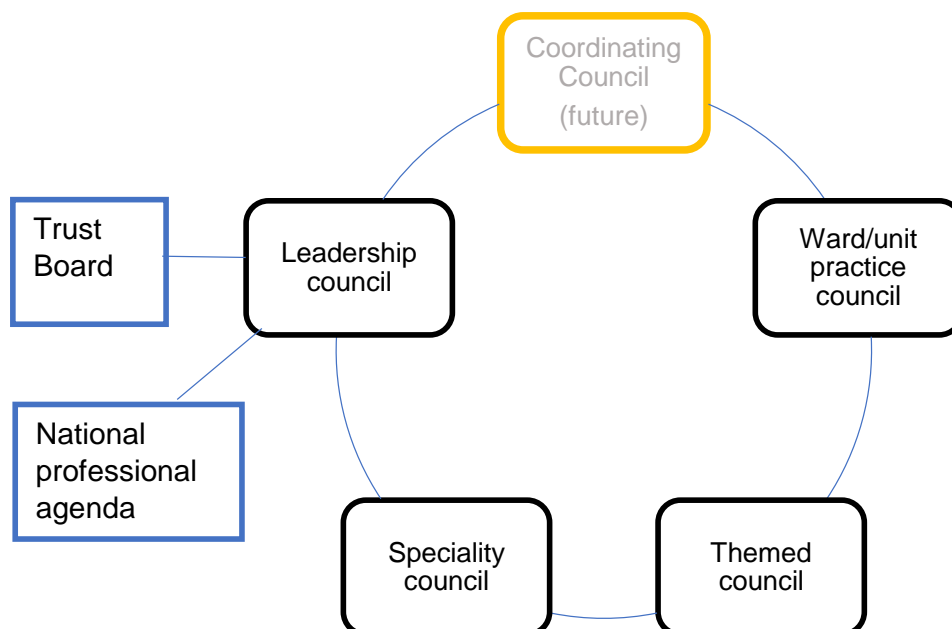 Coordinating
Council
(future)
Trust
Board
Leadership
council
Ward/unit
practice
council
National
professional
agenda
Speciality
council
Themed
council